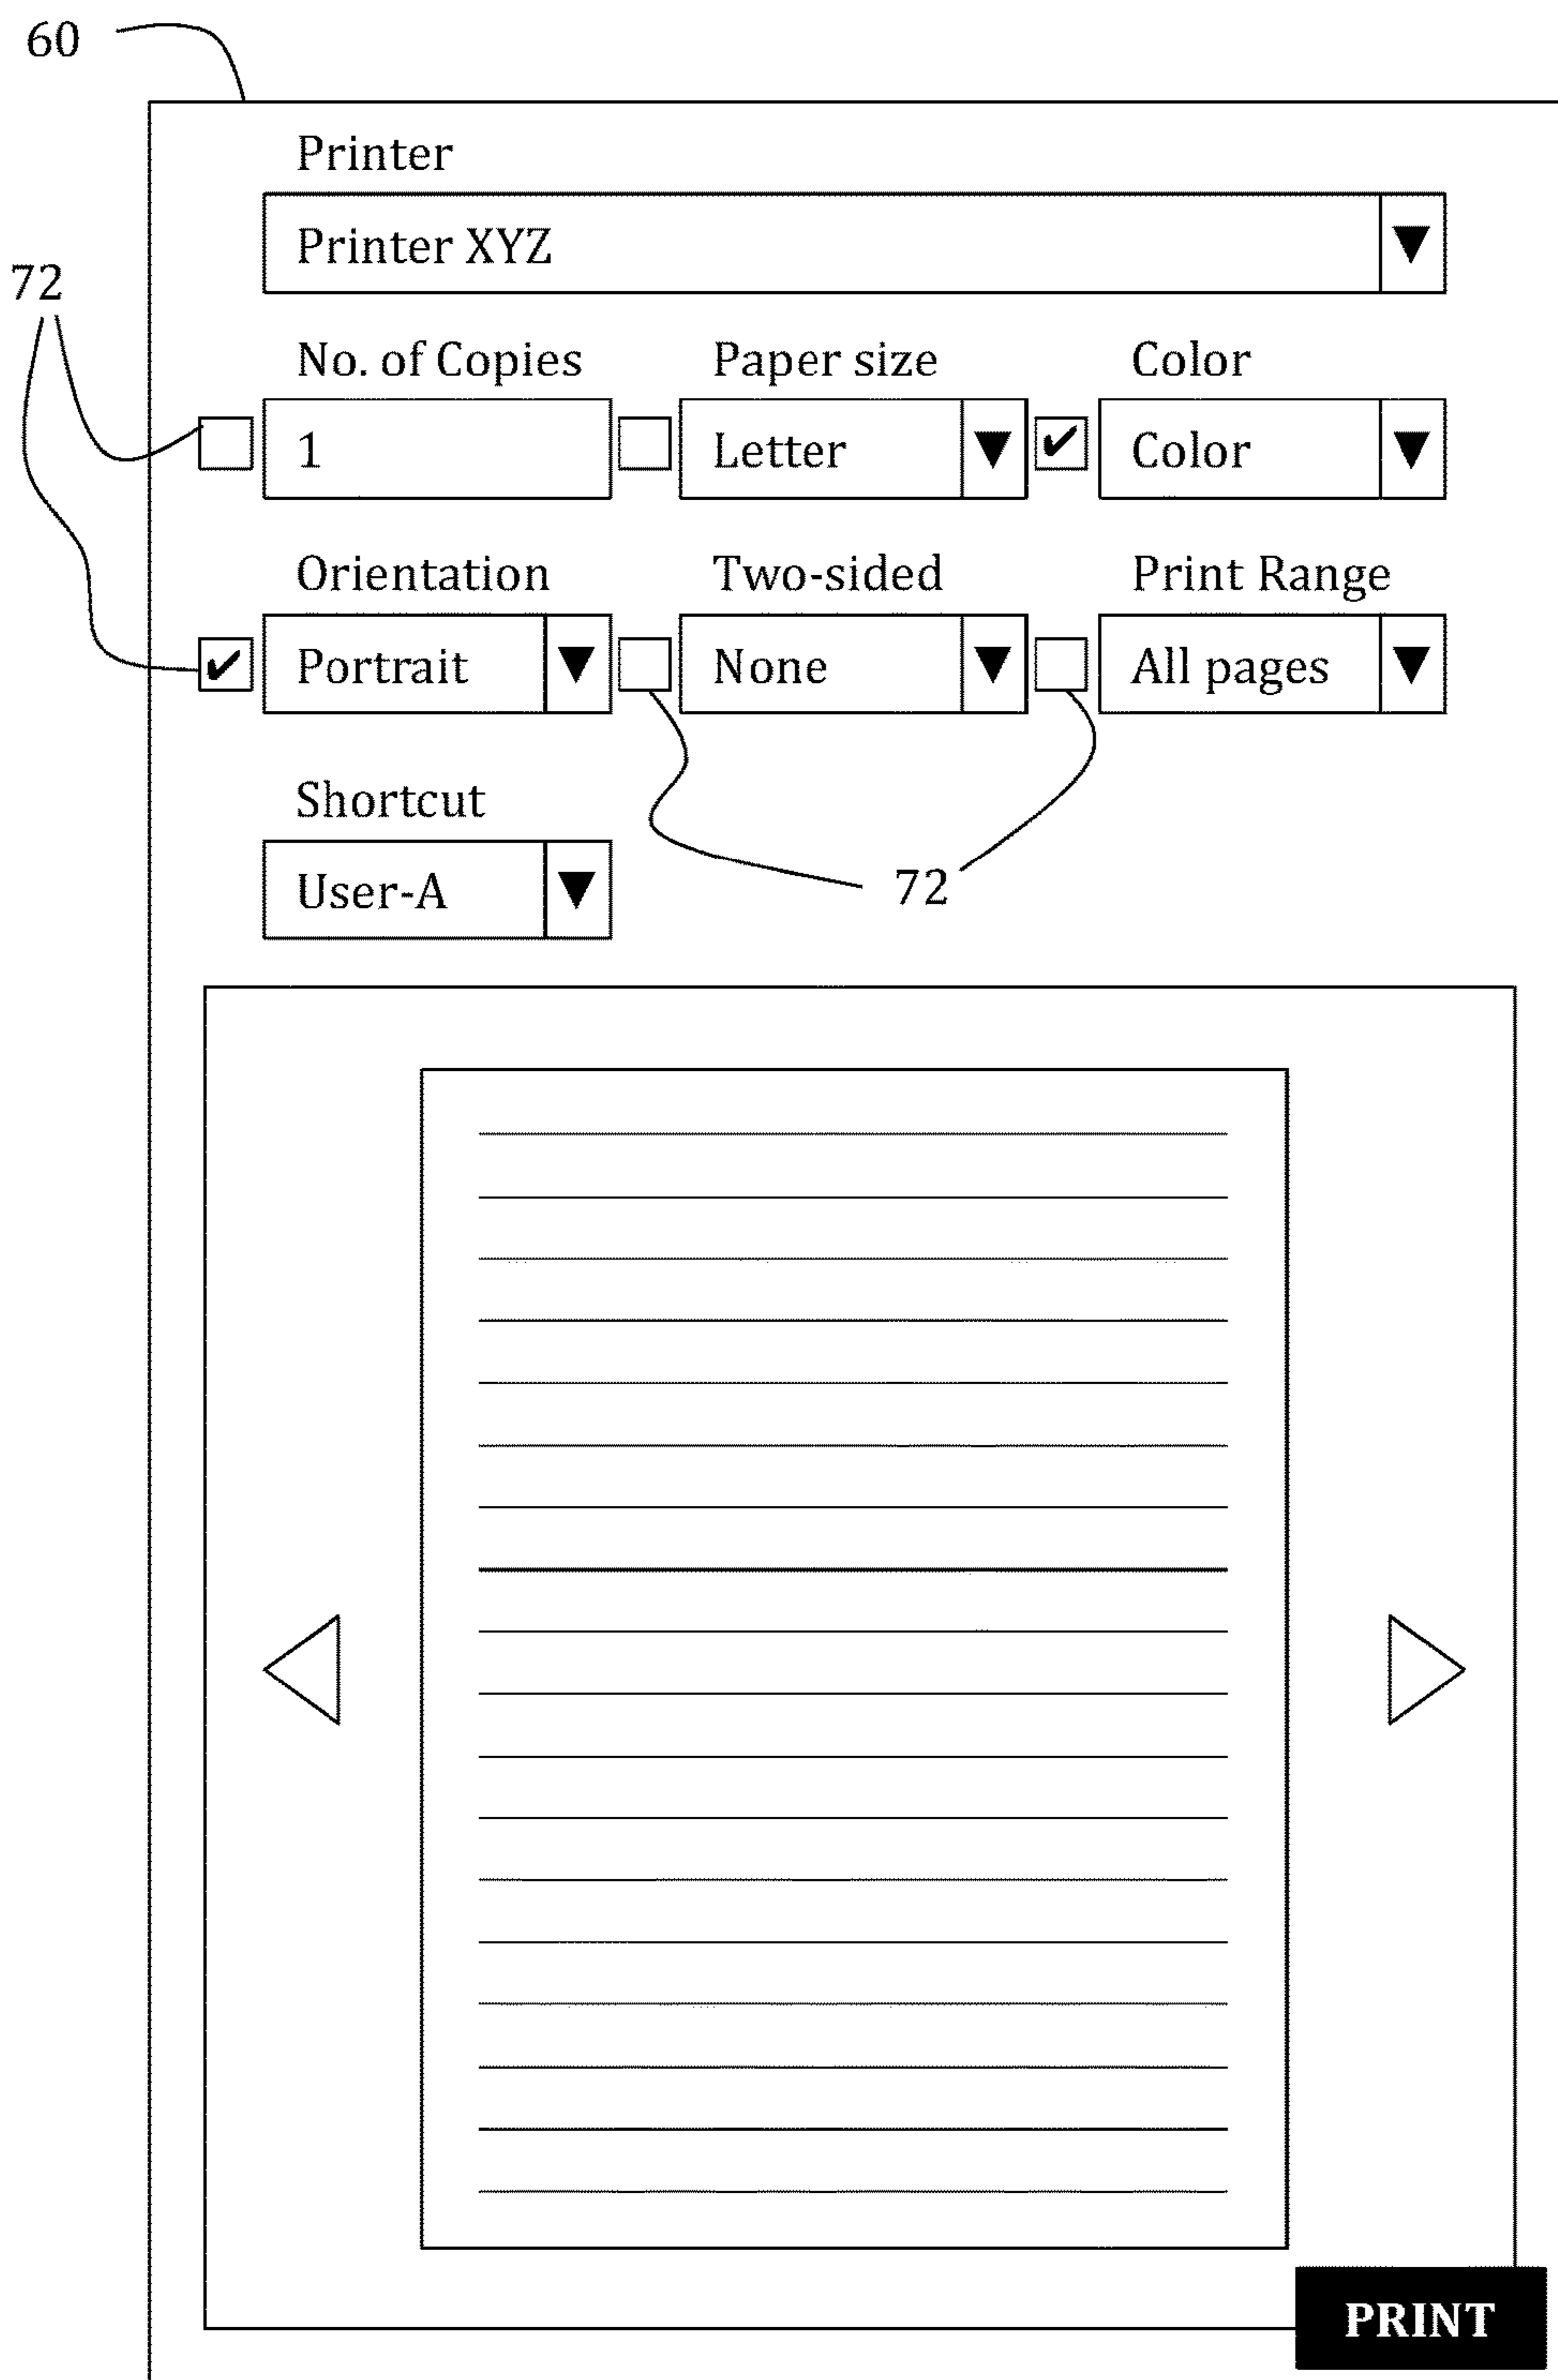 60
Printer
Printer XYZ
72
No. of Copies Paper size Color
1 Letter Color
Orientation Two-sided Print Range
Portrait None All pages
Shortcut
User-A
72
PRINT